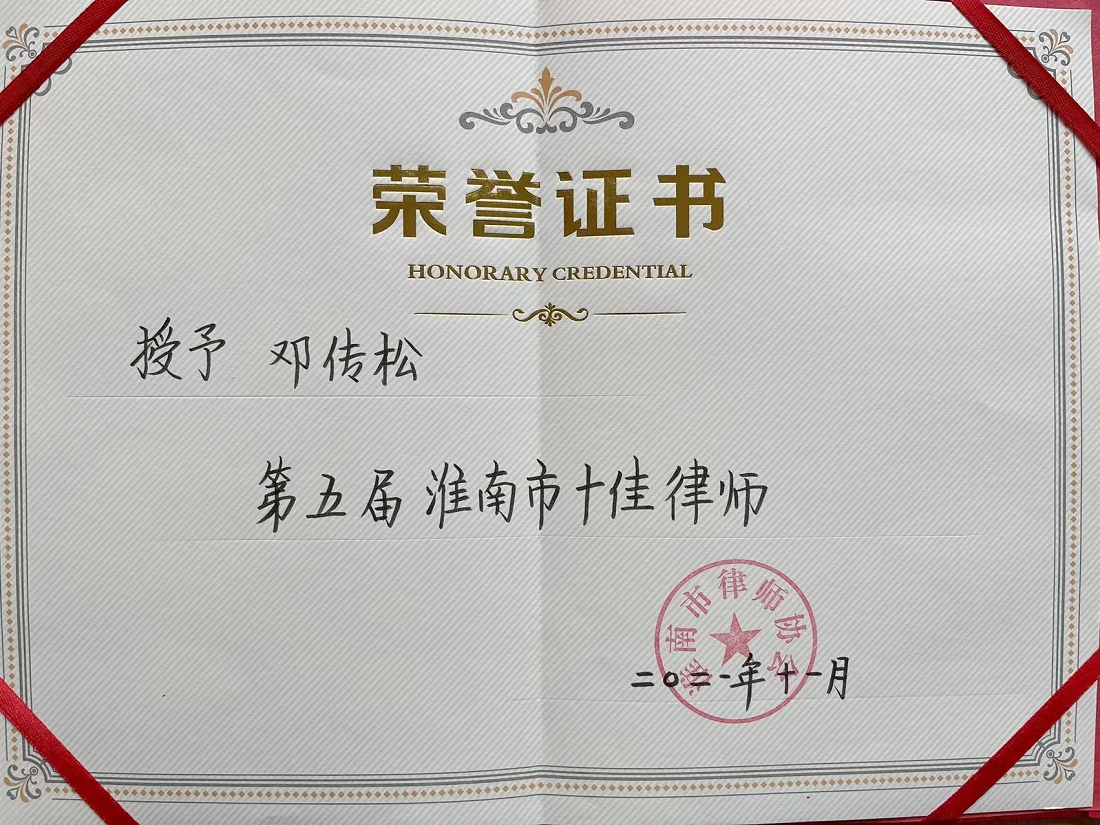 荣誉证书
HONORARY CREDENTIAL
授予 邓传松
第五届淮南市十佳律师
淮南市律师协会
二〇二一年十一月